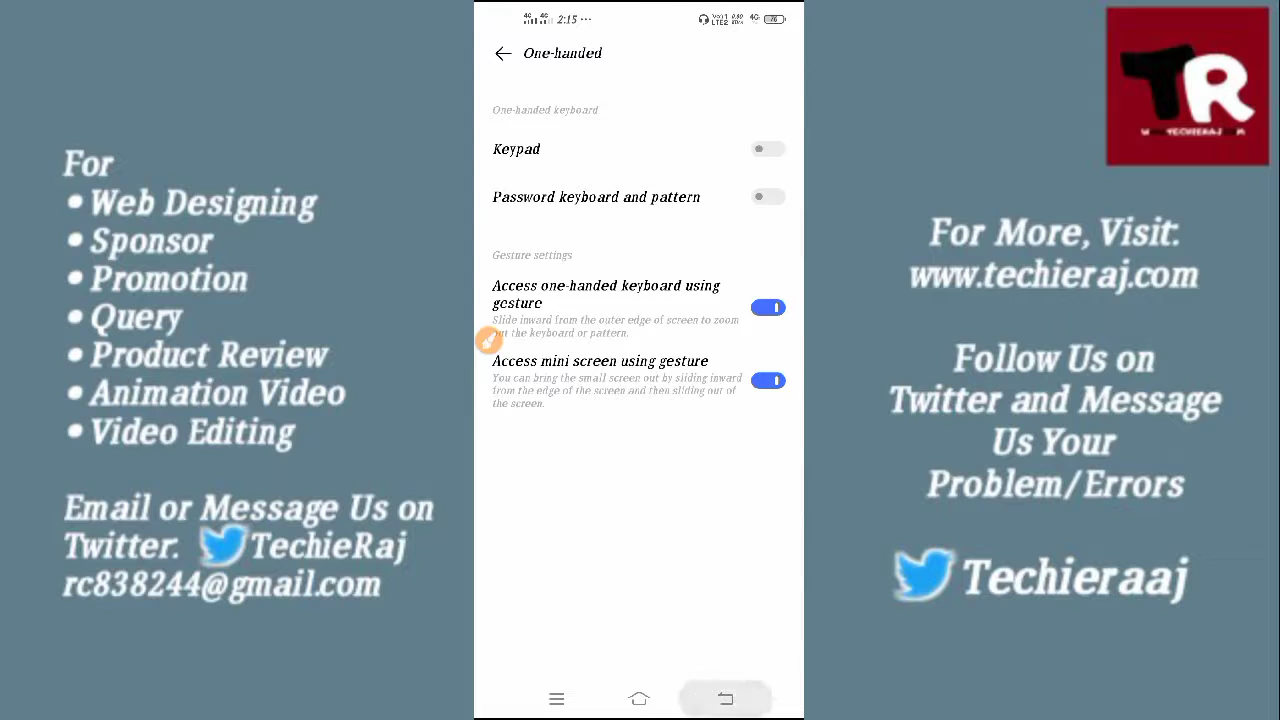 For
• Web Designing
• Sponsor
• Promotion
• Query
• Product Review
• Animation Video
• Video Editing
Email or Message Us on
Twitter. TechieRaj
rc838244@gmail.com
4G 4G 2:15 ...
4G 76
One-handed
One-handed keyboard
Keypad
Password keyboard and pattern
Gesture settings
Access one-handed keyboard using
gesture
Slide inward from the outer edge of screen to zoom
the keyboard or pattern.
Access mini screen using gesture
You can bring the small screen out by sliding inward
from the edge of the screen and then sliding out of
the screen.
TR
For More, Visit:
www.techieraj.com
Follow Us on
Twitter and Message
Us Your
Problem/Errors
Techieraaj